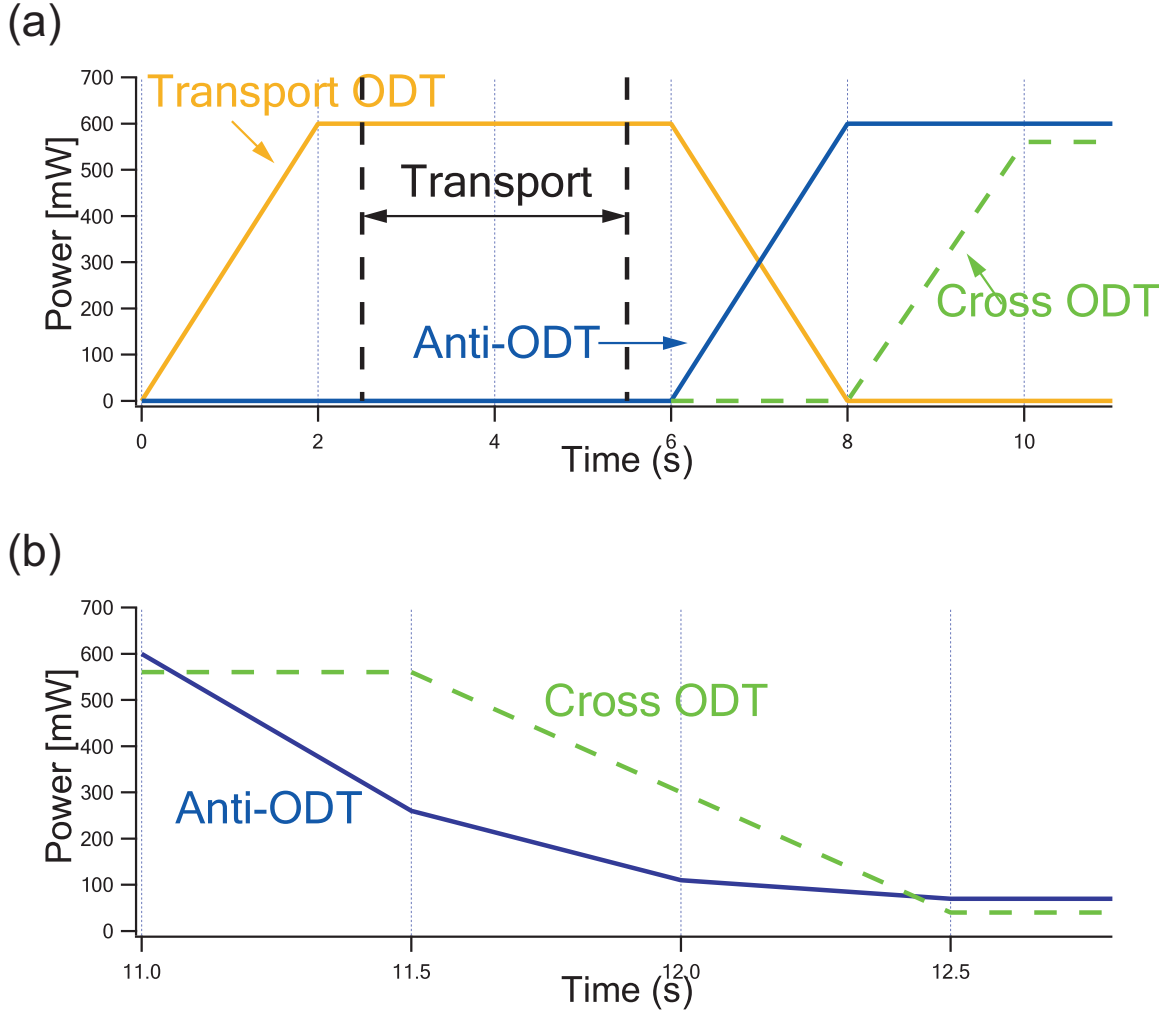 (a)
700
600
500
400
300
200
100
0
Power [mW]
Transport ODT
Transport
Anti-ODT
Cross ODT
0 2 4 6 8 10
Time (s)
(b)
700
600
500
400
300
200
100
0
Power [mW]
Cross ODT
Anti-ODT
11.0 11.5 12.0 12.5
Time (s)